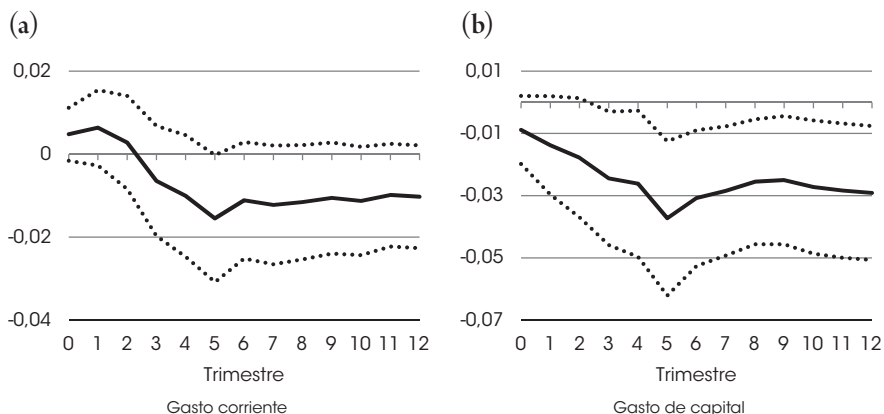 (a)
0,02
0
-0,02
-0,04
0 1 2 3 4 5 6 7 8 9 10 11 12
Trimestre
Gasto corriente
(b)
0,01
-0,01
-0,03
-0,05
-0,07
0 1 2 3 4 5 6 7 8 9 10 11 12
Trimestre
Gasto de capital